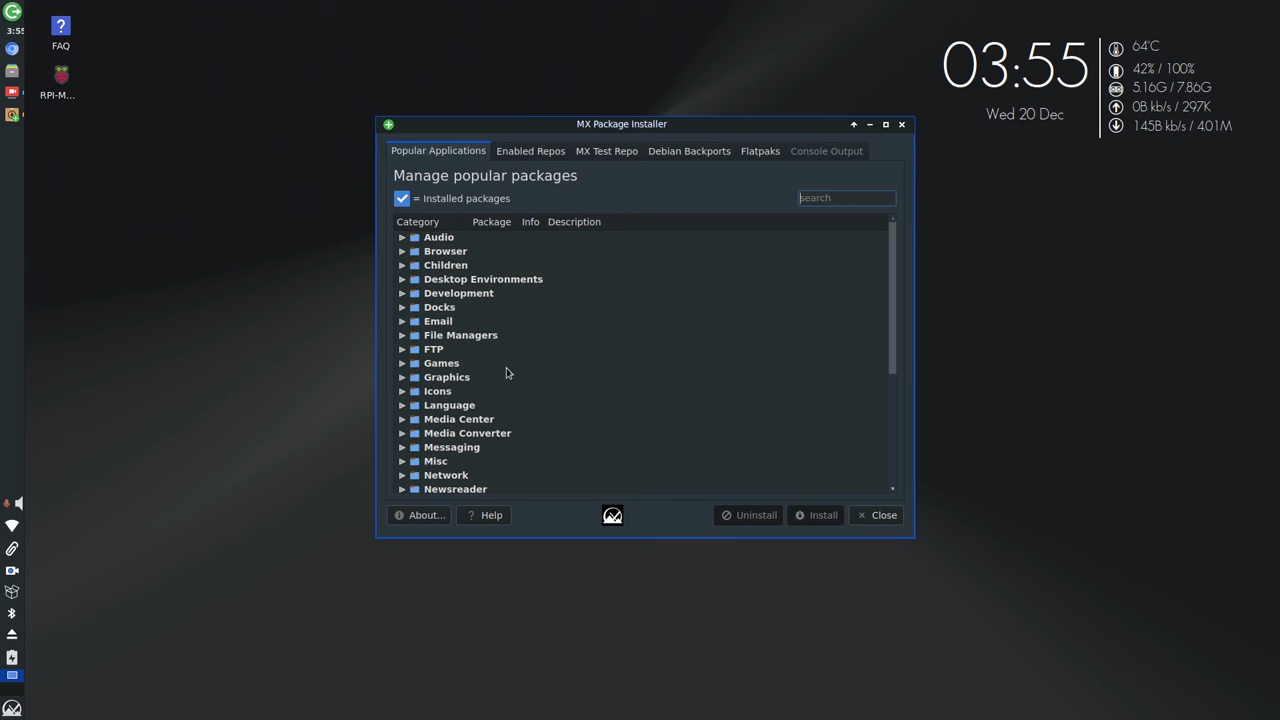 3:55
FAQ
RPI-M...
03:55
Wed 20 Dec
64°C
42% / 100%
5.16G / 7.86G
0B kb/s / 297K
145B kb/s / 4.01M
MX Package Installer
Popular Applications Enabled Repos MX Test Repo Debian Backports Flatpaks Console Output
Manage popular packages
= Installed packages
search
Category Package Info Description
Audio
Browser
Children
Desktop Environments
Development
Docks
Email
File Managers
FTP
Games
Graphics
Icons
Language
Media Center
Media Converter
Messaging
Misc
Network
Newsreader
About... ? Help Uninstall Install Close